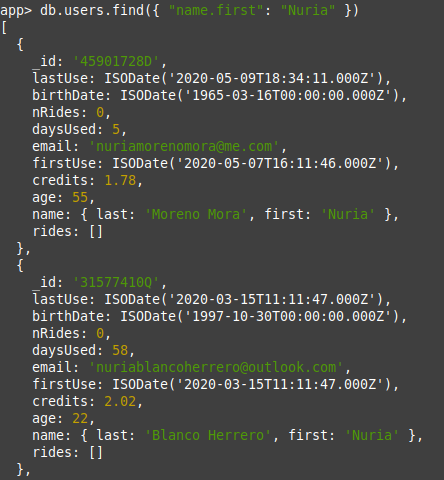 app> db.users.find({ "name.first": "Nuria" })
[
  {
    _id: '45901728D',
    lastUse: ISODate('2020-05-09T18:34:11.000Z'),
    birthDate: ISODate('1965-03-16T00:00:00.000Z'),
    nRides: 0,
    daysUsed: 5,
    email: 'nuriamorenomora@me.com',
    firstUse: ISODate('2020-05-07T16:11:46.000Z'),
    credits: 1.78,
    age: 55,
    name: { last: 'Moreno Mora', first: 'Nuria' },
    rides: []
  },
  {
    _id: '31577410Q',
    lastUse: ISODate('2020-03-15T11:11:47.000Z'),
    birthDate: ISODate('1997-10-30T00:00:00.000Z'),
    nRides: 0,
    daysUsed: 58,
    email: 'nuriablancoherrero@outlook.com',
    firstUse: ISODate('2020-03-15T11:11:47.000Z'),
    credits: 2.02,
    age: 22,
    name: { last: 'Blanco Herrero', first: 'Nuria' },
    rides: []
  },